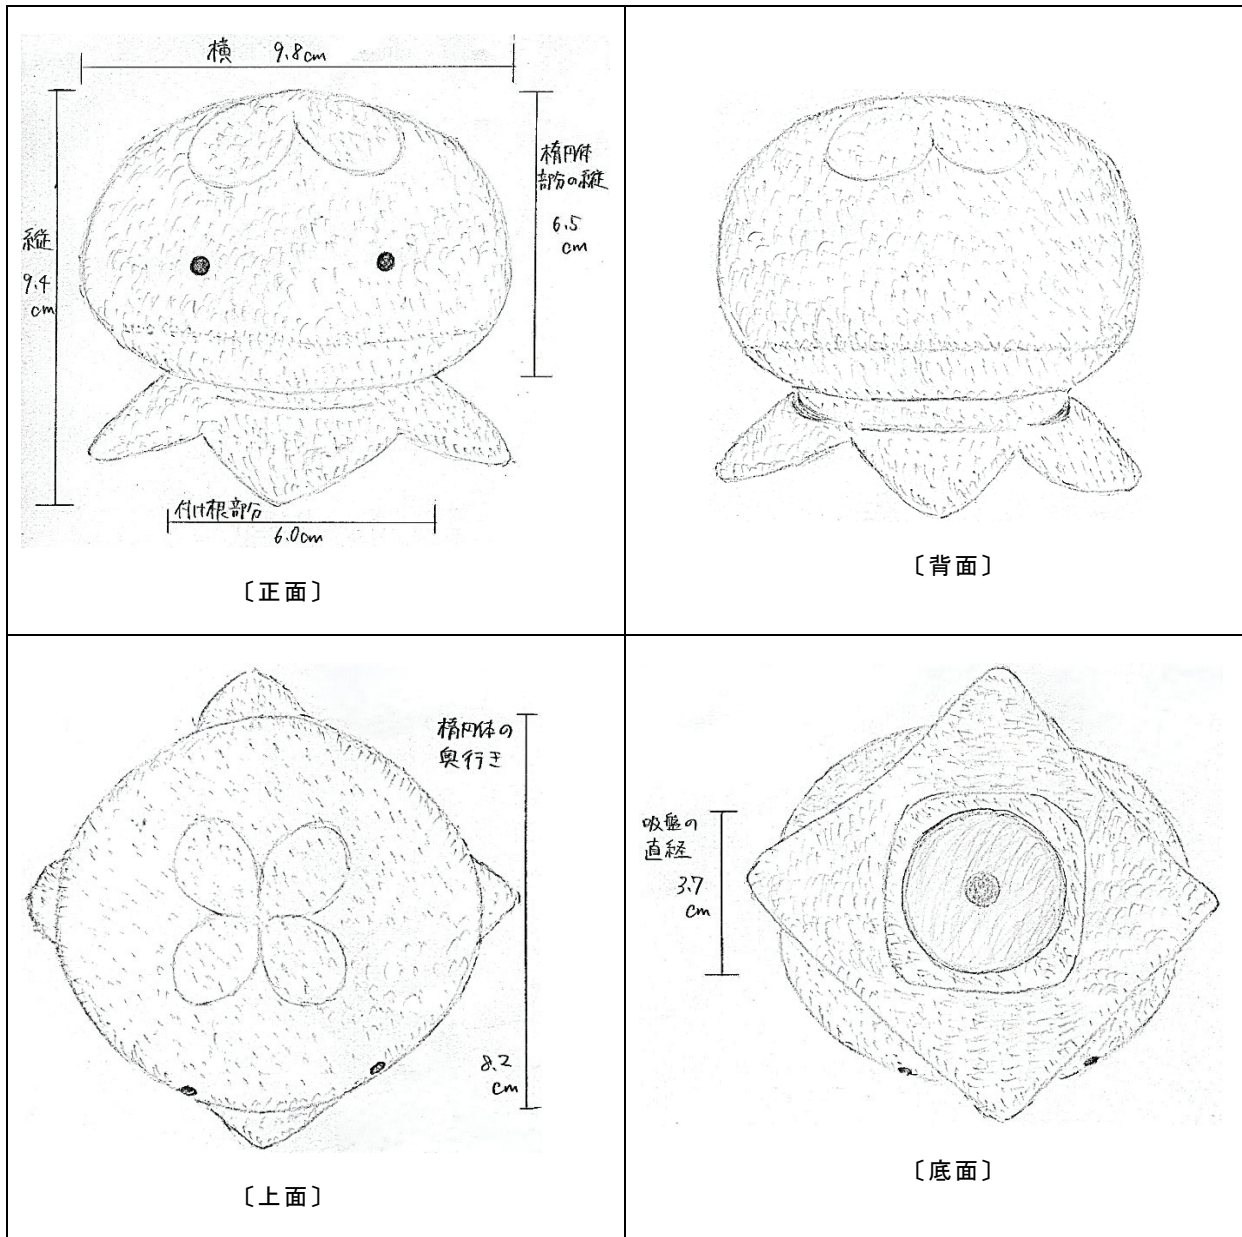 横 9.8cm
縦
9.4
cm
楕円体
部分の縦
6.5
cm
付け根部分
6.0cm
〔正面〕
〔背面〕
楕円体の
奥行き
8.2
cm
〔上面〕
吸盤の
直経
3.7
cm
〔底面〕